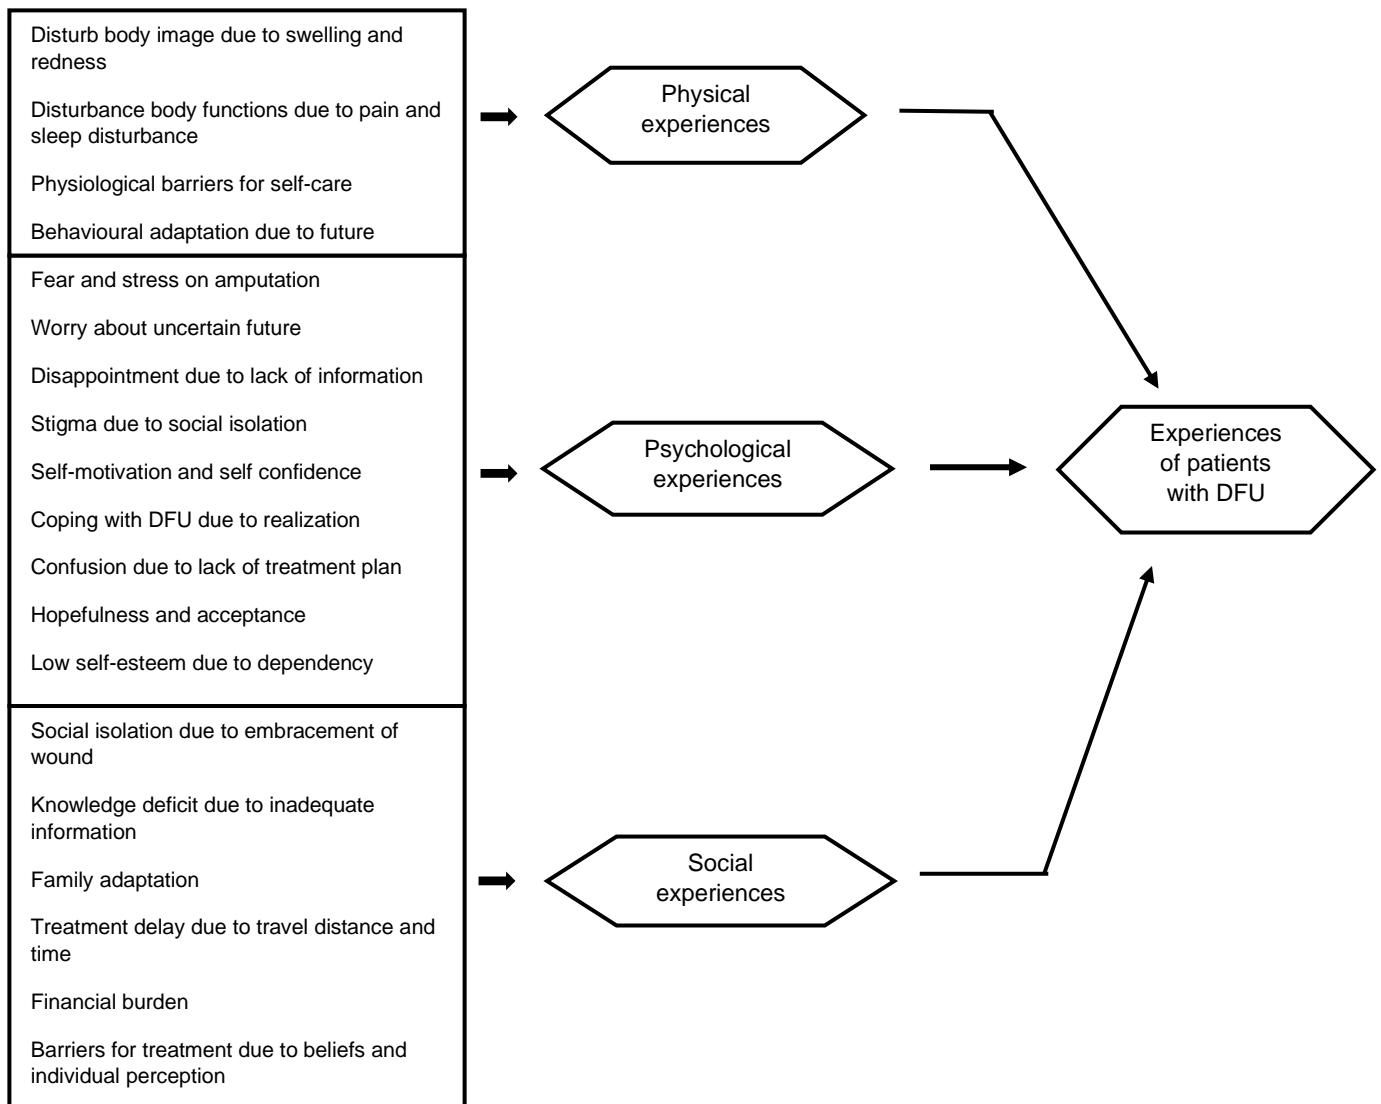 Disturb body image due to swelling and
redness
Disturbance body functions due to pain and
sleep disturbance
Physiological barriers for self-care
Behavioural adaptation due to future
Fear and stress on amputation
Worry about uncertain future
Disappointment due to lack of information
Stigma due to social isolation
Self-motivation and self confidence
Coping with DFU due to realization
Confusion due to lack of treatment plan
Hopefulness and acceptance
Low self-esteem due to dependency
Social isolation due to embracement of
wound
Knowledge deficit due to inadequate
information
Family adaptation
Treatment delay due to travel distance and
time
Financial burden
Barriers for treatment due to beliefs and
individual perception
Physical
experiences
Psychological
experiences
Social
experiences
Experiences
of patients
with DFU